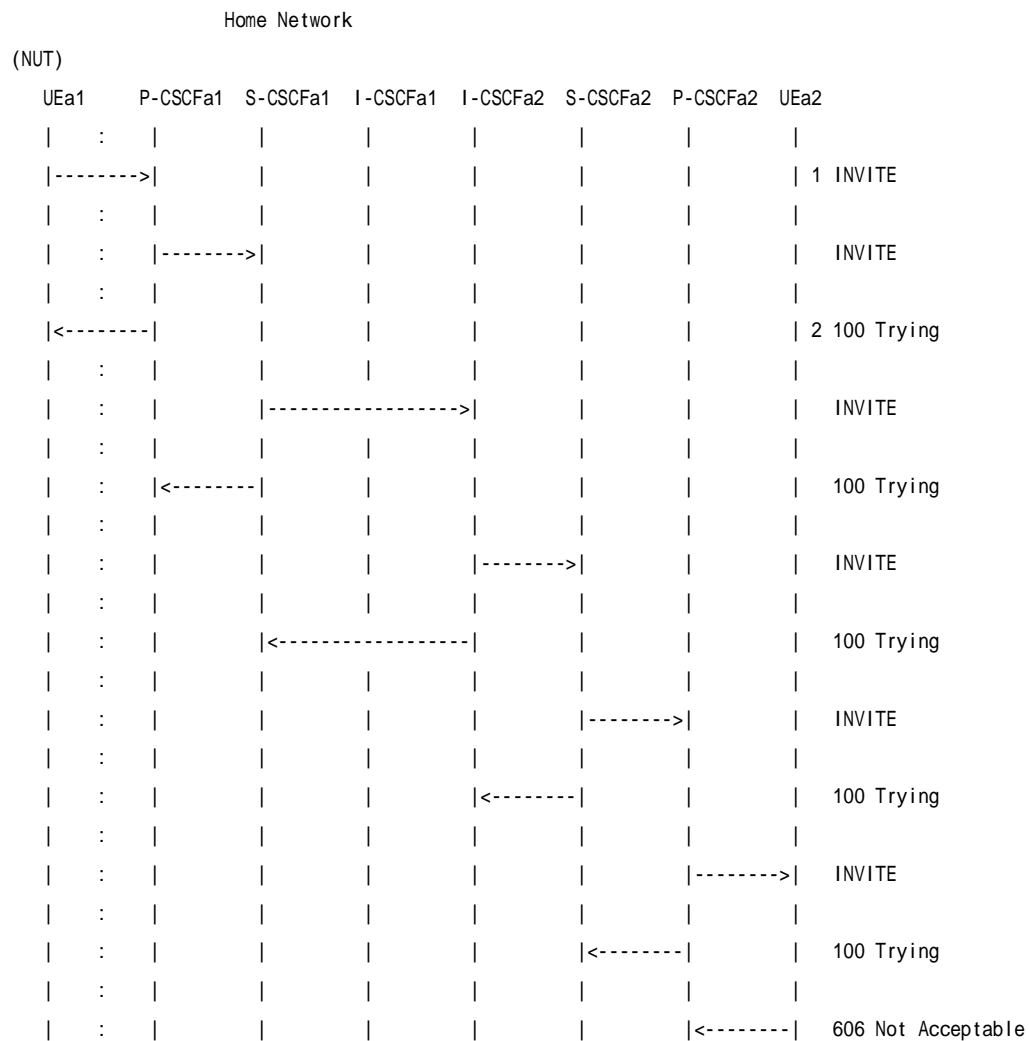 Home Network
(NUT)
UEa1 P-CSCFa1 S-CSCFa1 I-CSCFa1 I-CSCFa2 S-CSCFa2 P-CSCFa2 UEa2
| : | | | | | | |
|-------->| | | | | | | 1 INVITE
| : | | | | | | |
| : |-------->| | | | | | INVITE
| : | | | | | | |
|<--------| | | | | | | 2 100 Trying
| : | | | | | | |
| : | |------------------>| | | | INVITE
| : | | | | | | |
| : |<--------| | | | | | 100 Trying
| : | | | | | | |
| : | | | |-------->| | | INVITE
| : | | | | | | |
| : | |<------------------| | | | 100 Trying
| : | | | | | | |
| : | | | | |-------->| | INVITE
| : | | | | | | |
| : | | | |<--------| | | 100 Trying
| : | | | | | | |
| : | | | | | |-------->| INVITE
| : | | | | | | |
| : | | | | |<--------| | 100 Trying
| : | | | | | | |
| : | | | | | |<--------| 606 Not Acceptable